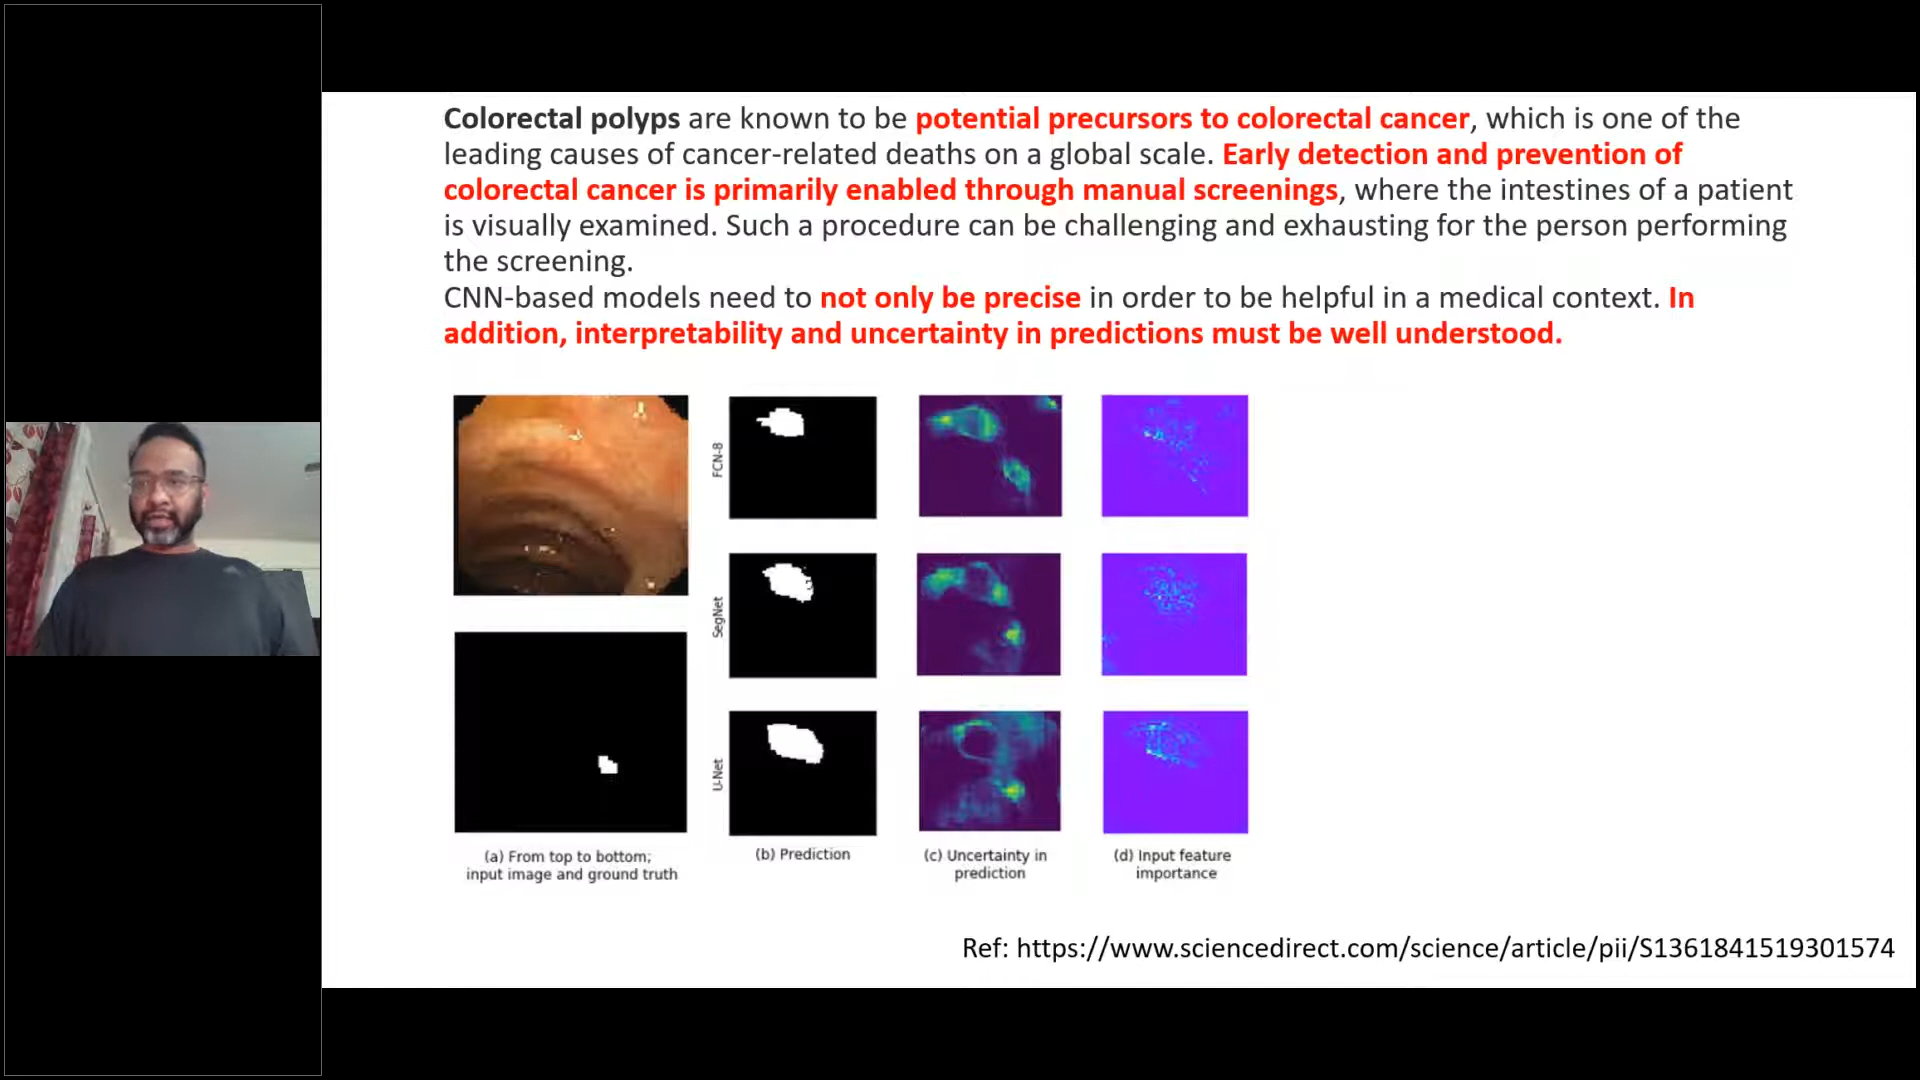 Colorectal polyps are known to be potential precursors to colorectal cancer, which is one of the
leading causes of cancer-related deaths on a global scale. Early detection and prevention of
colorectal cancer is primarily enabled through manual screenings, where the intestines of a patient
is visually examined. Such a procedure can be challenging and exhausting for the person performing
the screening.
CNN-based models need to not only be precise in order to be helpful in a medical context. In
addition, interpretability and uncertainty in predictions must be well understood.
FCN-8
SegNet
U-Net
(a) From top to bottom;
input image and ground truth
(b) Prediction
(c) Uncertainty in
prediction
(d) Input feature
importance
Ref: https://www.sciencedirect.com/science/article/pii/S1361841519301574